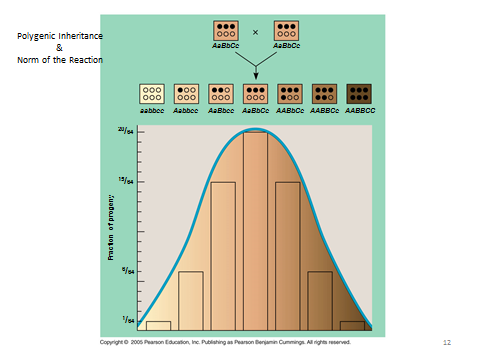 Polygenic Inheritance
&
Norm of the Reaction
×
AaBbCc AaBbCc
aabbcc Aabbcc AaBbcc AaBbCc AABbCc AABBCc AABBCC
20/64
15/64
6/64
1/64
Fraction of progeny
Copyright © 2005 Pearson Education, Inc. Publishing as Pearson Benjamin Cummings. All rights reserved.
12